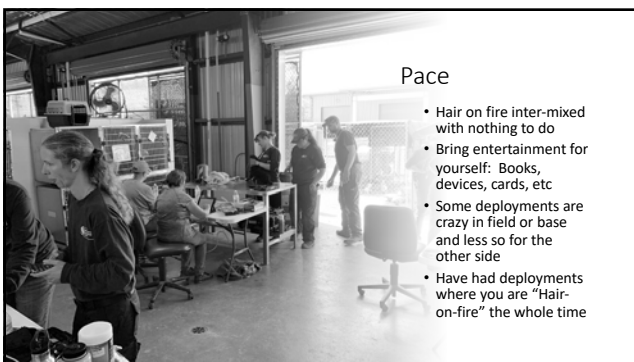 Pace
• Hair on fire inter-mixed
with nothing to do
• Bring entertainment for
yourself: Books,
devices, cards, etc
• Some deployments are
crazy in field or base
and less so for the
other side
• Have had deployments
where you are “Hair-
on-fire” the whole time